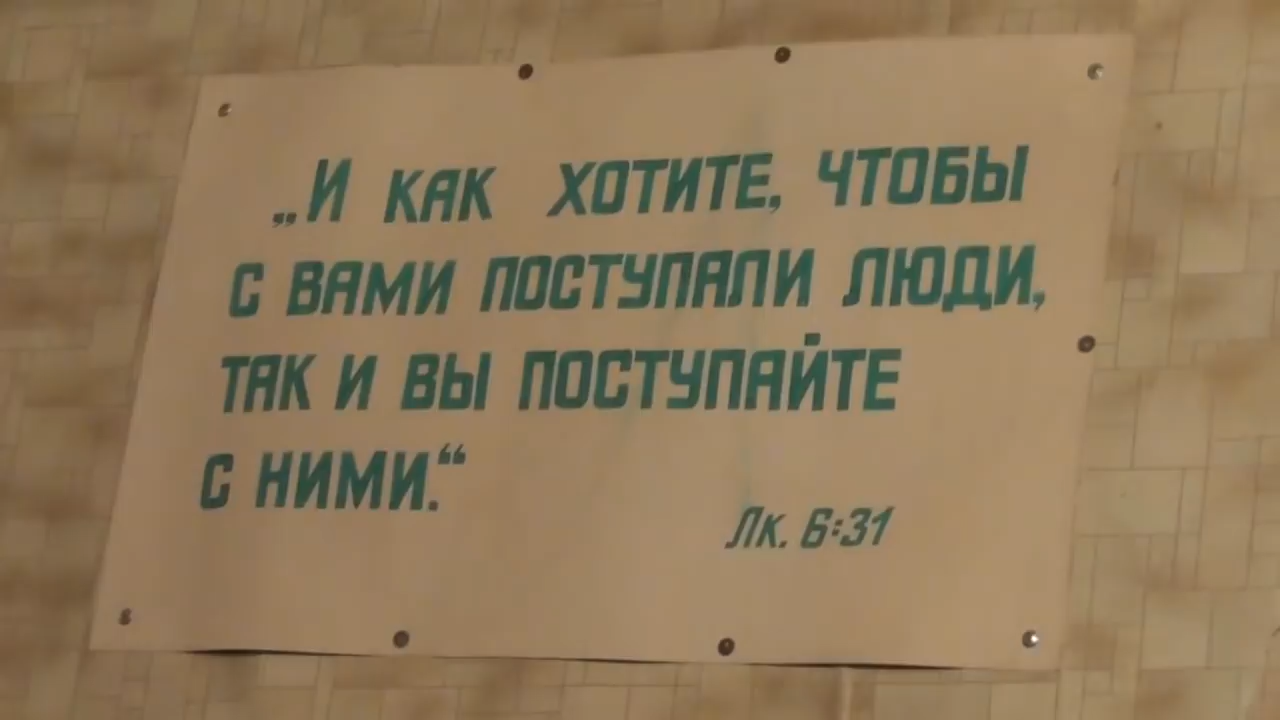 „И КАК ХОТИТЕ, ЧТОБЫ
С ВАМИ ПОСТУПАЛИ ЛЮДИ,
ТАК И ВЫ ПОСТУПАЙТЕ
С НИМИ.“
Лк. 6:31